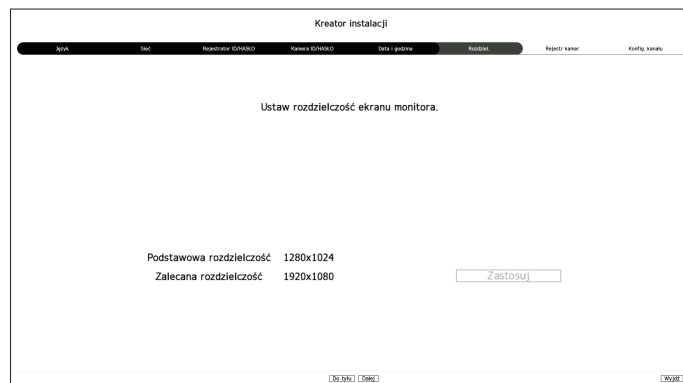 Kreator instalacji
Język Sieć Rejestrator ID/HASŁO Kamera ID/HASŁO Data i godzina Rozdziel. Rejestr kamer Konfig. kanału
Ustaw rozdzielczość ekranu monitora.
Podstawowa rozdzielczość 1280x1024
Zalecana rozdzielczość 1920x1080 Zastosuj
Do tyłu Dalej Wyjdź